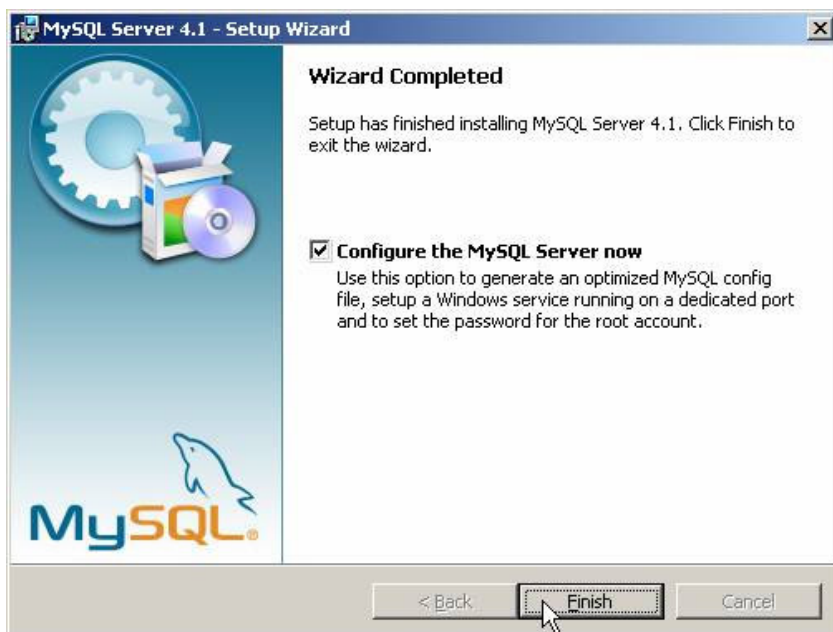 MySQL Server 4.1 - Setup Wizard
Wizard Completed
Setup has finished installing MySQL Server 4.1. Click Finish to
exit the wizard.
Configure the MySQL Server now
Use this option to generate an optimized MySQL config
file, setup a Windows service running on a dedicated port
and to set the password for the root account.
MySQL®
< Back
Finish
Cancel